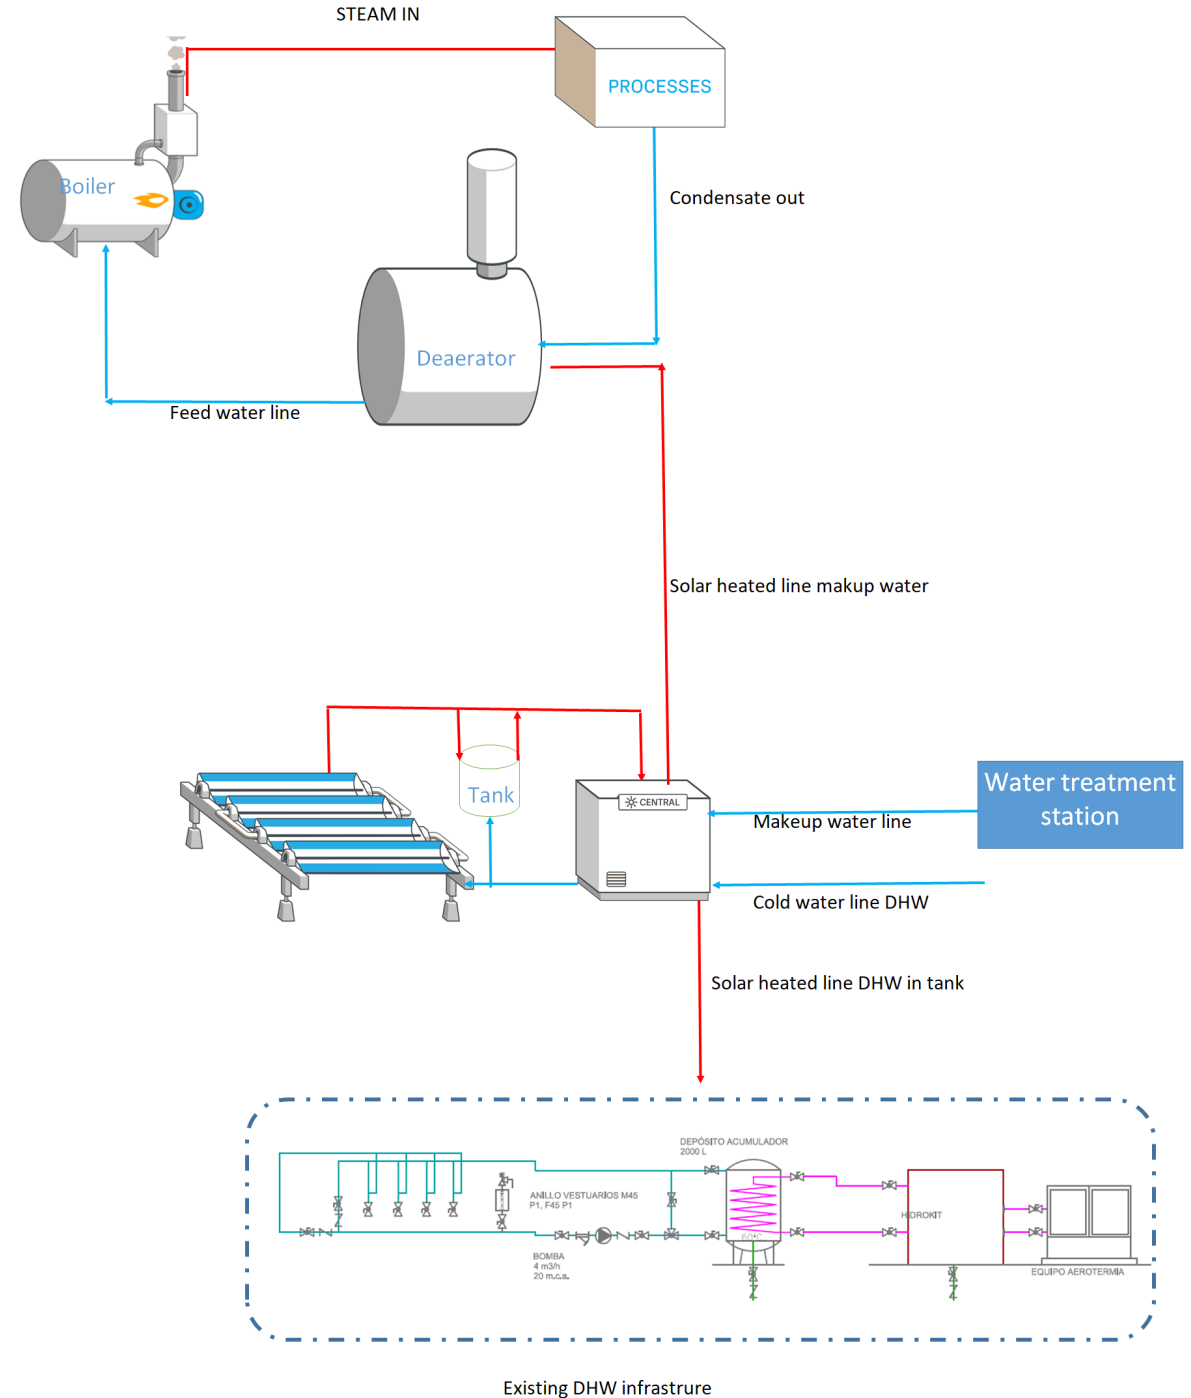 STEAM IN
PROCESSES
Boiler
Condensate out
Deaerator
Feed water line
Solar heated line makup water
Water treatment
station
Tank
CENTRAL
Makeup water line
Cold water line DHW
Solar heated line DHW in tank
DEPÓSITO ACUMULADOR
2000 L
ANILLO VESTUARIOS M45
P1, F45 P1
HIDROKIT
60°C
BOMBA
4 m3/h
20 m.c.a.
EQUIPO AEROTERMIA
Existing DHW infrastrure